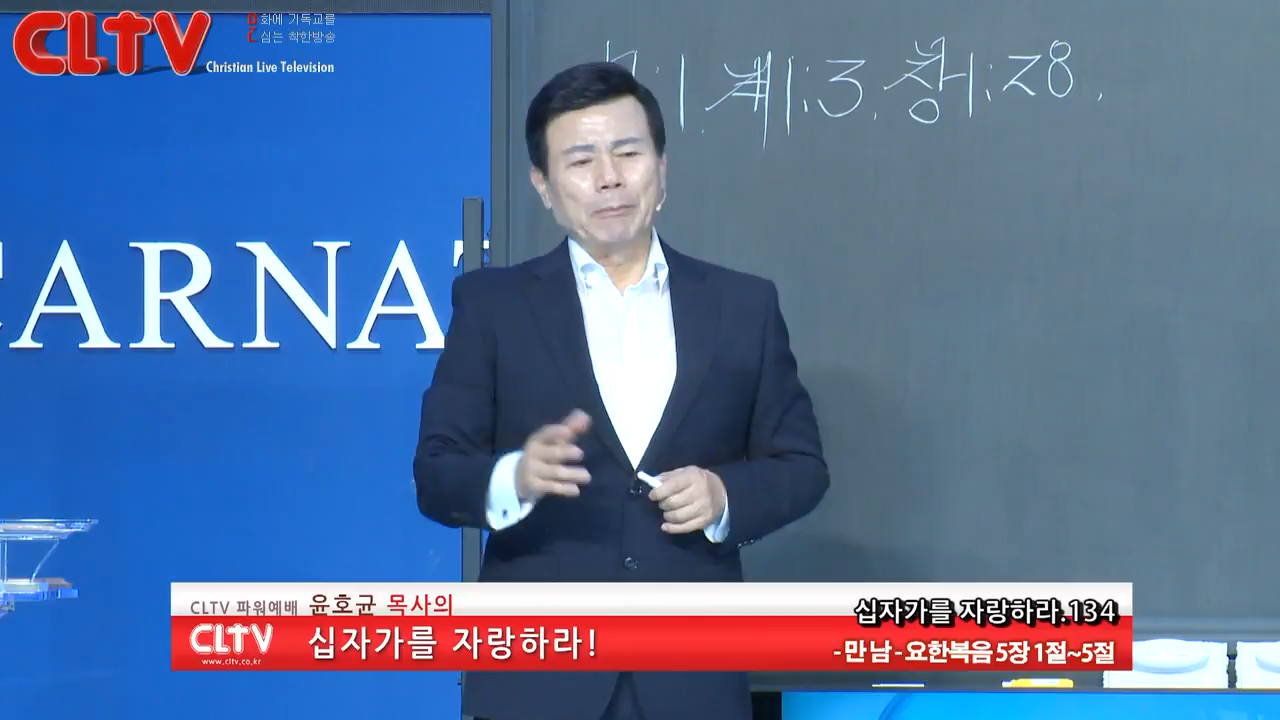 CLTV
문화에 기독교를
심는 착한방송
Christian Live Television
:1. 계1:3. 창1:28.
CARNAT
CLTV 파워예배 윤호균 목사의
십자가를 자랑하라.134
CLTV
www.cltv.co.kr
십자가를 자랑하라!
- 만 남 - 요한복음 5장 1절~5절